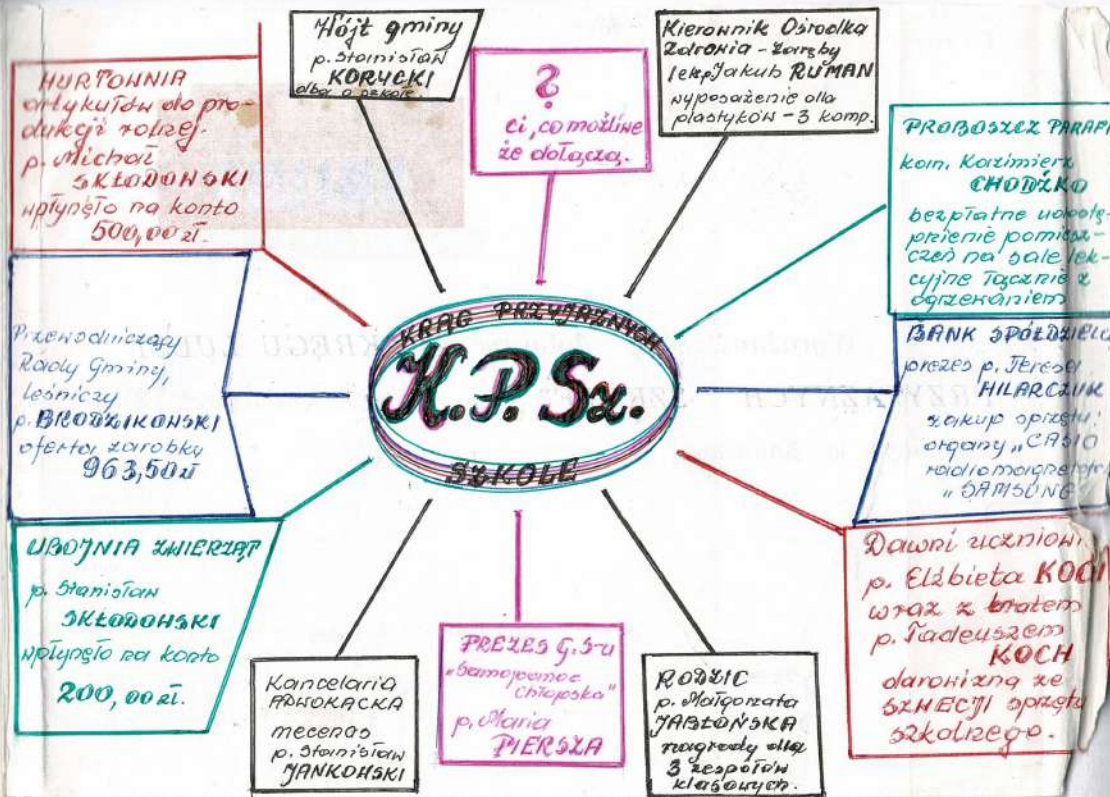 HURTOWNIA
artykułów do pro-
dukcji rolnej.
p. Michał
SKŁODOWSKI
wpłynęło na konto
500,00 zł.
Wójt gminy
p. Stanisław
KORYCKI
dba o szkołę.
?
ci, co możliwe
że dołączą.
Kierownik Ośrodka
Zdrowia - Zaręby
lek. Jakub RUMAN
wyposażenie dla
plastyków - 3 komp.
PROBOSZCZ PARAFI
kan. Kazimierz
CHODŹKO
bezpłatne udostę-
pnienie pomiesz-
czeń na sale lek-
cyjne łącznie z
ogrzewaniem
Przewodniczący
Rady Gminy,
leśniczy
p. BRODZIKOWSKI
oferta zarobku
963,50 zł
KRĄG PRZYJAZNYCH
K.P.Sz.
SZKOLE
BANK SPÓŁDZIELC
prezes p. Teresa
HILARCZUK
zakup sprzętu:
organy "CASIO
radiomagnetofon
"SAMSUNG"
UBOJNIA ZWIERZĄT
p. Stanisław
SKŁODOWSKI
wpłynęło na konto
200,00 zł.
Kancelaria
ADWOKACKA
mecenas
p. Stanisław
JANKOWSKI
PREZES G.S-u
"Samopomoc
Chłopska"
p. Maria
PIERSZA
RODZIC
p. Małgorzata
JABŁOŃSKA
nagrody dla
3 zespołów
klasowych.
Dawni uczniowi
p. Elżbieta KOCH
wraz z bratem
p. Tadeuszem
KOCH
darowizna ze
SZWECJI sprzętu
szkolnego.